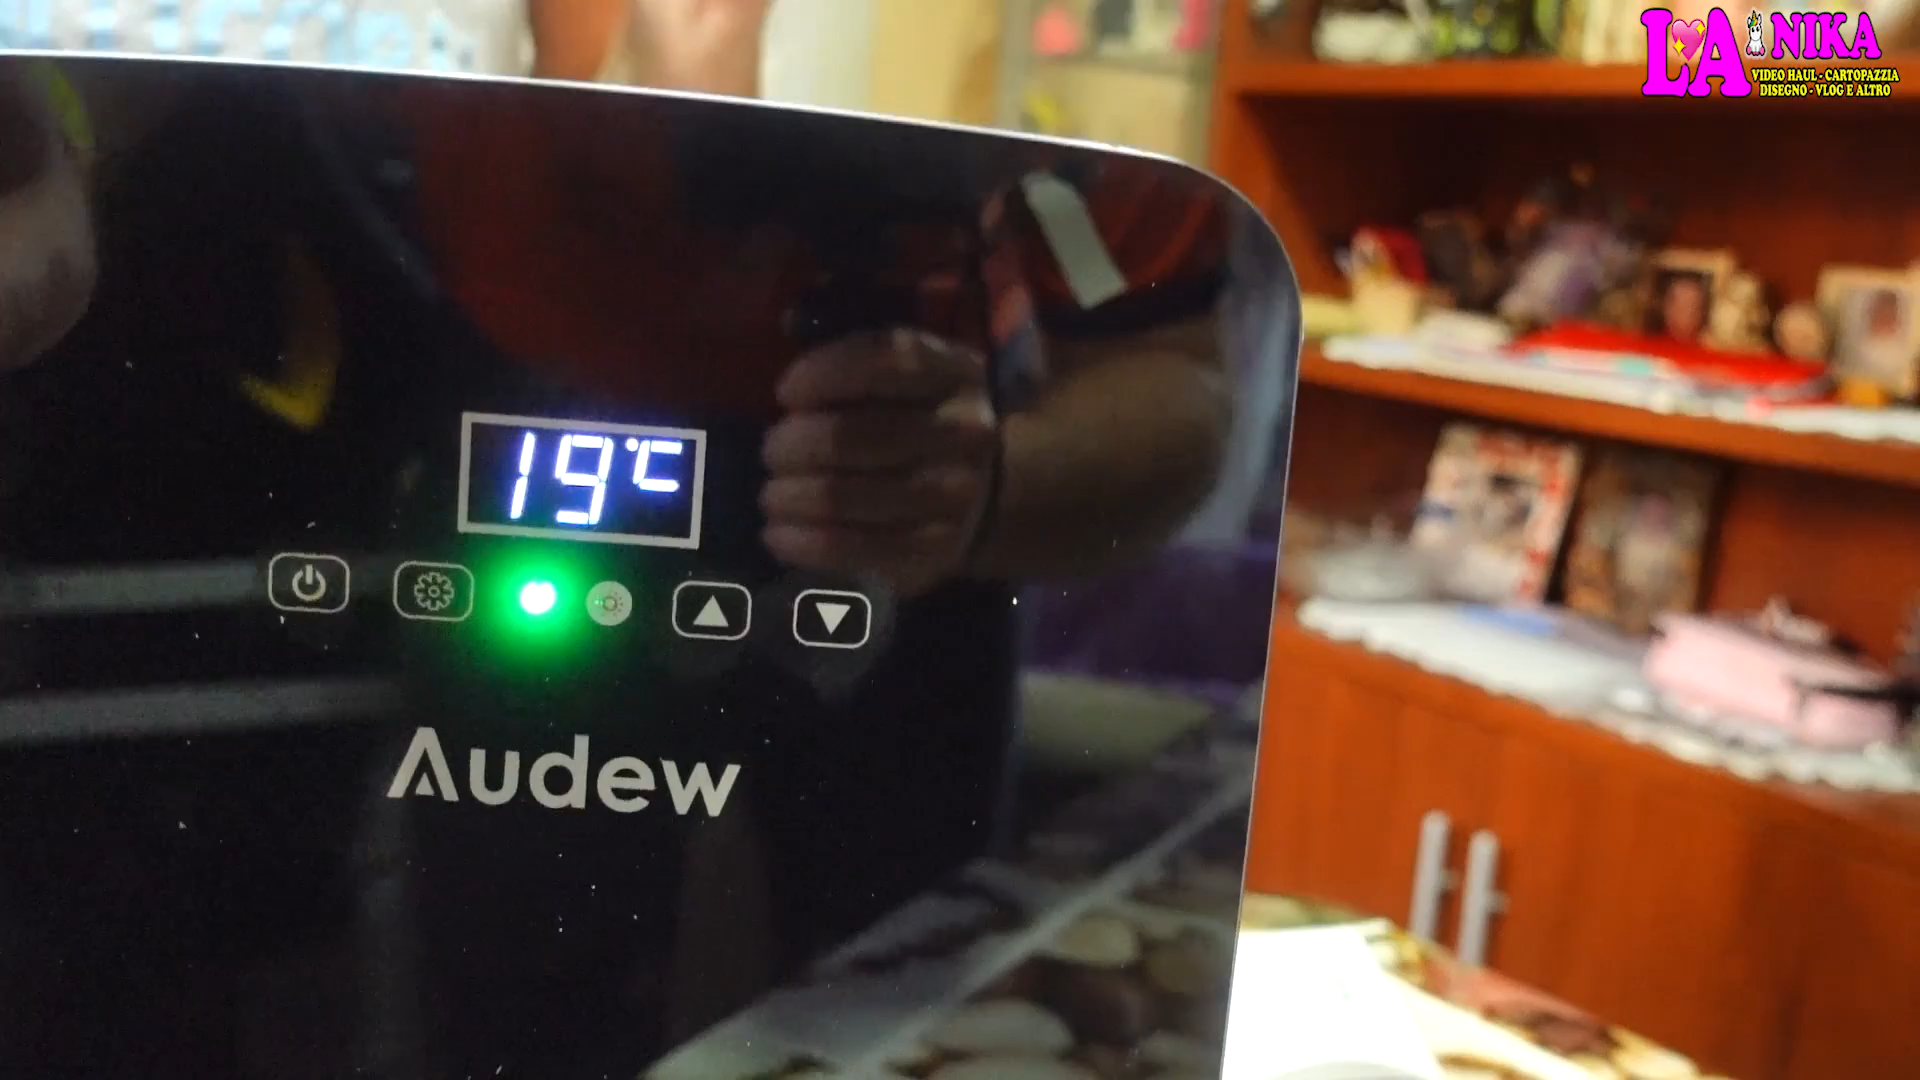 LA NIKA
VIDEO HAUL - CARTOPAZZIA
DISEGNO - VLOG E ALTRO
19°C
Audew